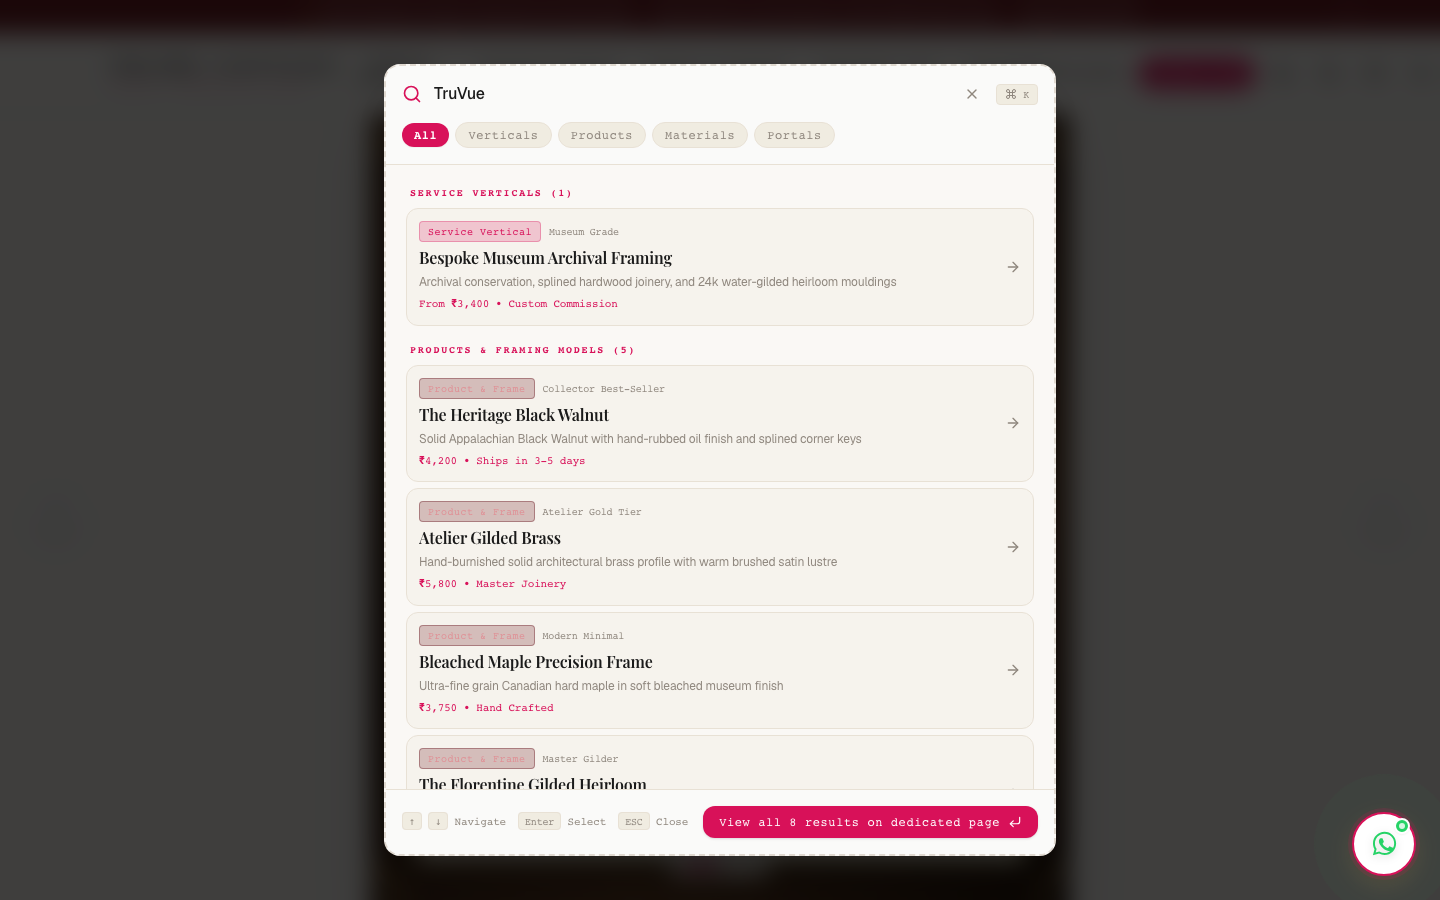 TruVue
⌘ K
All
Verticals
Products
Materials
Portals
SERVICE VERTICALS (1)
Service Vertical
Museum Grade
Bespoke Museum Archival Framing
Archival conservation, splined hardwood joinery, and 24k water-gilded heirloom mouldings
From ₹3,400 • Custom Commission
PRODUCTS & FRAMING MODELS (5)
Product & Frame
Collector Best-Seller
The Heritage Black Walnut
Solid Appalachian Black Walnut with hand-rubbed oil finish and splined corner keys
₹4,200 • Ships in 3-5 days
Product & Frame
Atelier Gold Tier
Atelier Gilded Brass
Hand-burnished solid architectural brass profile with warm brushed satin lustre
₹5,800 • Master Joinery
Product & Frame
Modern Minimal
Bleached Maple Precision Frame
Ultra-fine grain Canadian hard maple in soft bleached museum finish
₹3,750 • Hand Crafted
Product & Frame
Master Gilder
The Florentine Gilded Heirloom
↑ ↓ Navigate
Enter Select
ESC Close
View all 8 results on dedicated page